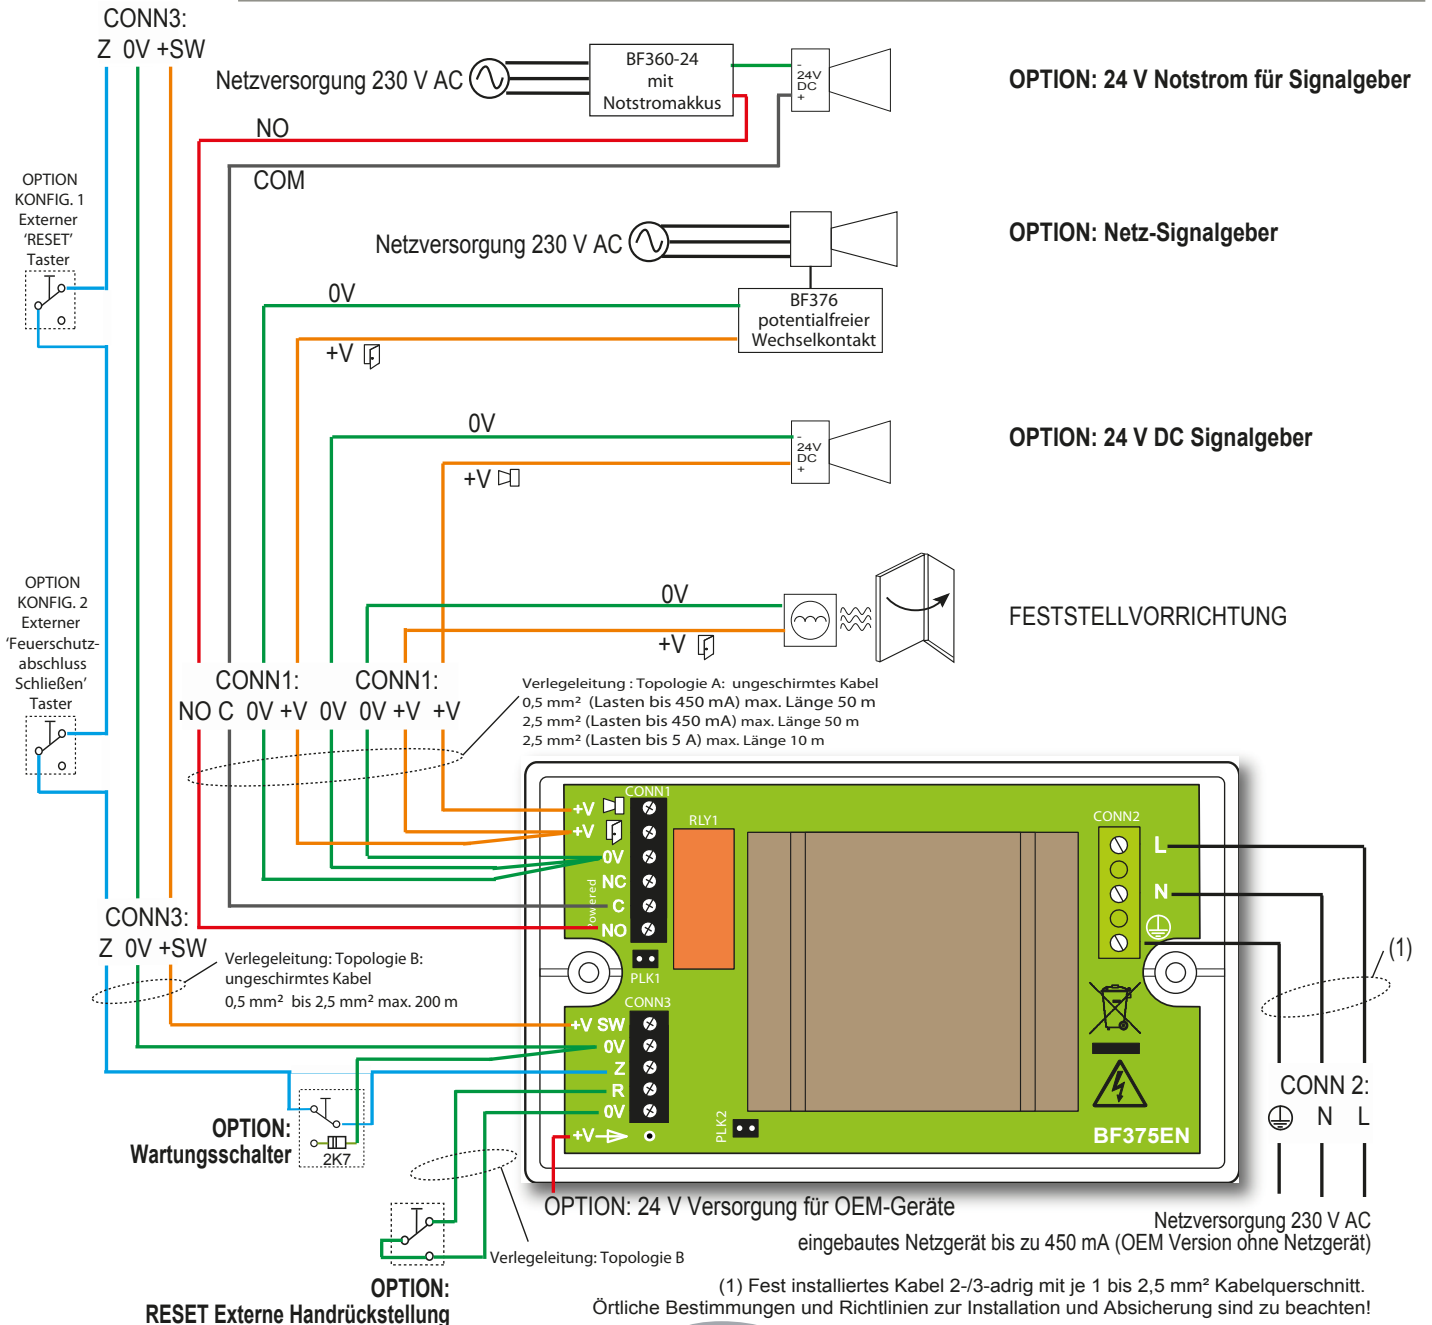 CONN3:
Z 0V +SW
Netzversorgung 230 V AC
BF360-24
mit
Notstromakkus
-
24V
DC
+
OPTION: 24 V Notstrom für Signalgeber
NO
COM
OPTION
KONFIG. 1
Externer
'RESET'
Taster
Netzversorgung 230 V AC
OPTION: Netz-Signalgeber
0V
BF376
potentialfreier
Wechselkontakt
+V
0V
-
24V
DC
+
OPTION: 24 V DC Signalgeber
+V
OPTION
KONFIG. 2
Externer
'Feuerschutz-
abschluss
Schließen'
Taster
0V
FESTSTELLVORRICHTUNG
+V
CONN1:
CONN1:
NO C 0V +V 0V 0V +V +V
Verlegeleitung : Topologie A: ungeschirmtes Kabel
0,5 mm² (Lasten bis 450 mA) max. Länge 50 m
2,5 mm² (Lasten bis 450 mA) max. Länge 50 m
2,5 mm² (Lasten bis 5 A) max. Länge 10 m
CONN1
+V
+V
0V
NC
C
NO
Powered
RLY1
PLK1
CONN2
L
N
CONN3:
Z 0V +SW
Verlegeleitung: Topologie B:
ungeschirmtes Kabel
0,5 mm² bis 2,5 mm² max. 200 m
CONN3
+V SW
0V
Z
R
0V
+V
PLK2
BF375EN
(1)
CONN 2:
N L
OPTION:
Wartungsschalter
2K7
OPTION: 24 V Versorgung für OEM-Geräte
Netzversorgung 230 V AC
eingebautes Netzgerät bis zu 450 mA (OEM Version ohne Netzgerät)
Verlegeleitung: Topologie B
OPTION:
RESET Externe Handrückstellung
(1) Fest installiertes Kabel 2-/3-adrig mit je 1 bis 2,5 mm² Kabelquerschnitt.
Örtliche Bestimmungen und Richtlinien zur Installation und Absicherung sind zu beachten!